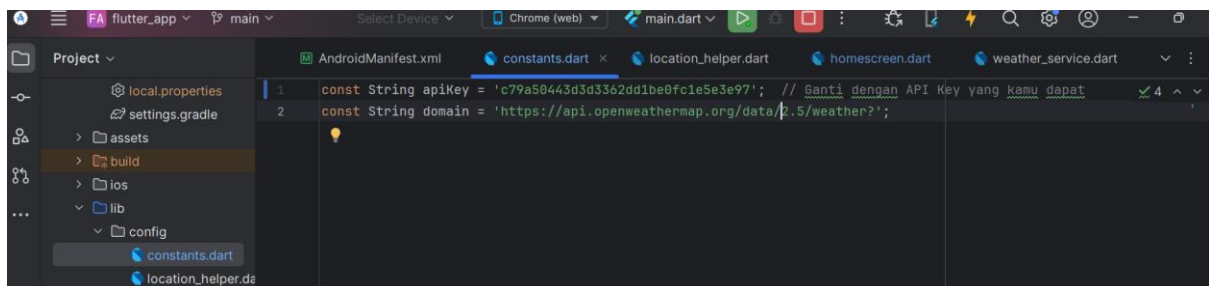 FA flutter_app main Select Device Chrome (web) main.dart
Project
AndroidManifest.xml constants.dart location_helper.dart homescreen.dart weather_service.dart
local.properties
settings.gradle
assets
build
ios
lib
config
constants.dart
location_helper.da
1 const String apiKey = 'c79a50443d3d3362dd1be0fc1e5e3e97'; // Ganti dengan API Key yang kamu dapat 4
2 const String domain = 'https://api.openweathermap.org/data/2.5/weather?';